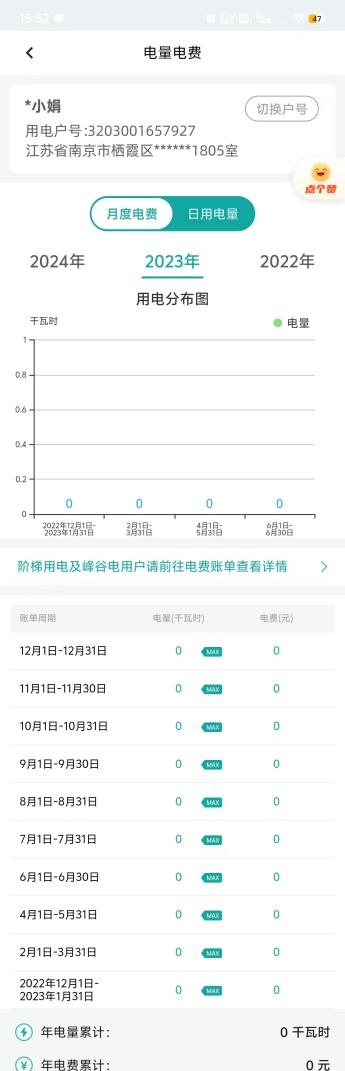 15:52
47
电量电费
*小娟
切换户号
用电户号:3203001657927
江苏省南京市栖霞区******1805室
点个赞
月度电费 日用电量
2024年 2023年 2022年
用电分布图
千瓦时 电量
1
0.8
0.6
0.4
0.2
0
0 0 0 0
2022年12月1日-
2023年1月31日
2月1日-
3月31日
4月1日-
5月31日
6月1日-
6月30日
阶梯用电及峰谷电用户请前往电费账单查看详情
账单周期 电量(千瓦时) 电费(元)
12月1日-12月31日 0 MAX 0
11月1日-11月30日 0 MAX 0
10月1日-10月31日 0 MAX 0
9月1日-9月30日 0 MAX 0
8月1日-8月31日 0 MAX 0
7月1日-7月31日 0 MAX 0
6月1日-6月30日 0 MAX 0
4月1日-5月31日 0 MAX 0
2月1日-3月31日 0 MAX 0
2022年12月1日-
2023年1月31日 0 MAX 0
年电量累计: 0 千瓦时
¥ 年电费累计: 0 元